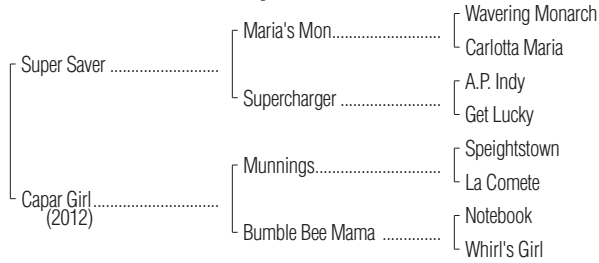 Wavering Monarch
Maria's Mon
Carlotta Maria
Super Saver
A.P. Indy
Supercharger
Get Lucky
Speightstown
Munnings
La Comete
Capar Girl
(2012)
Notebook
Bumble Bee Mama
Whirl's Girl